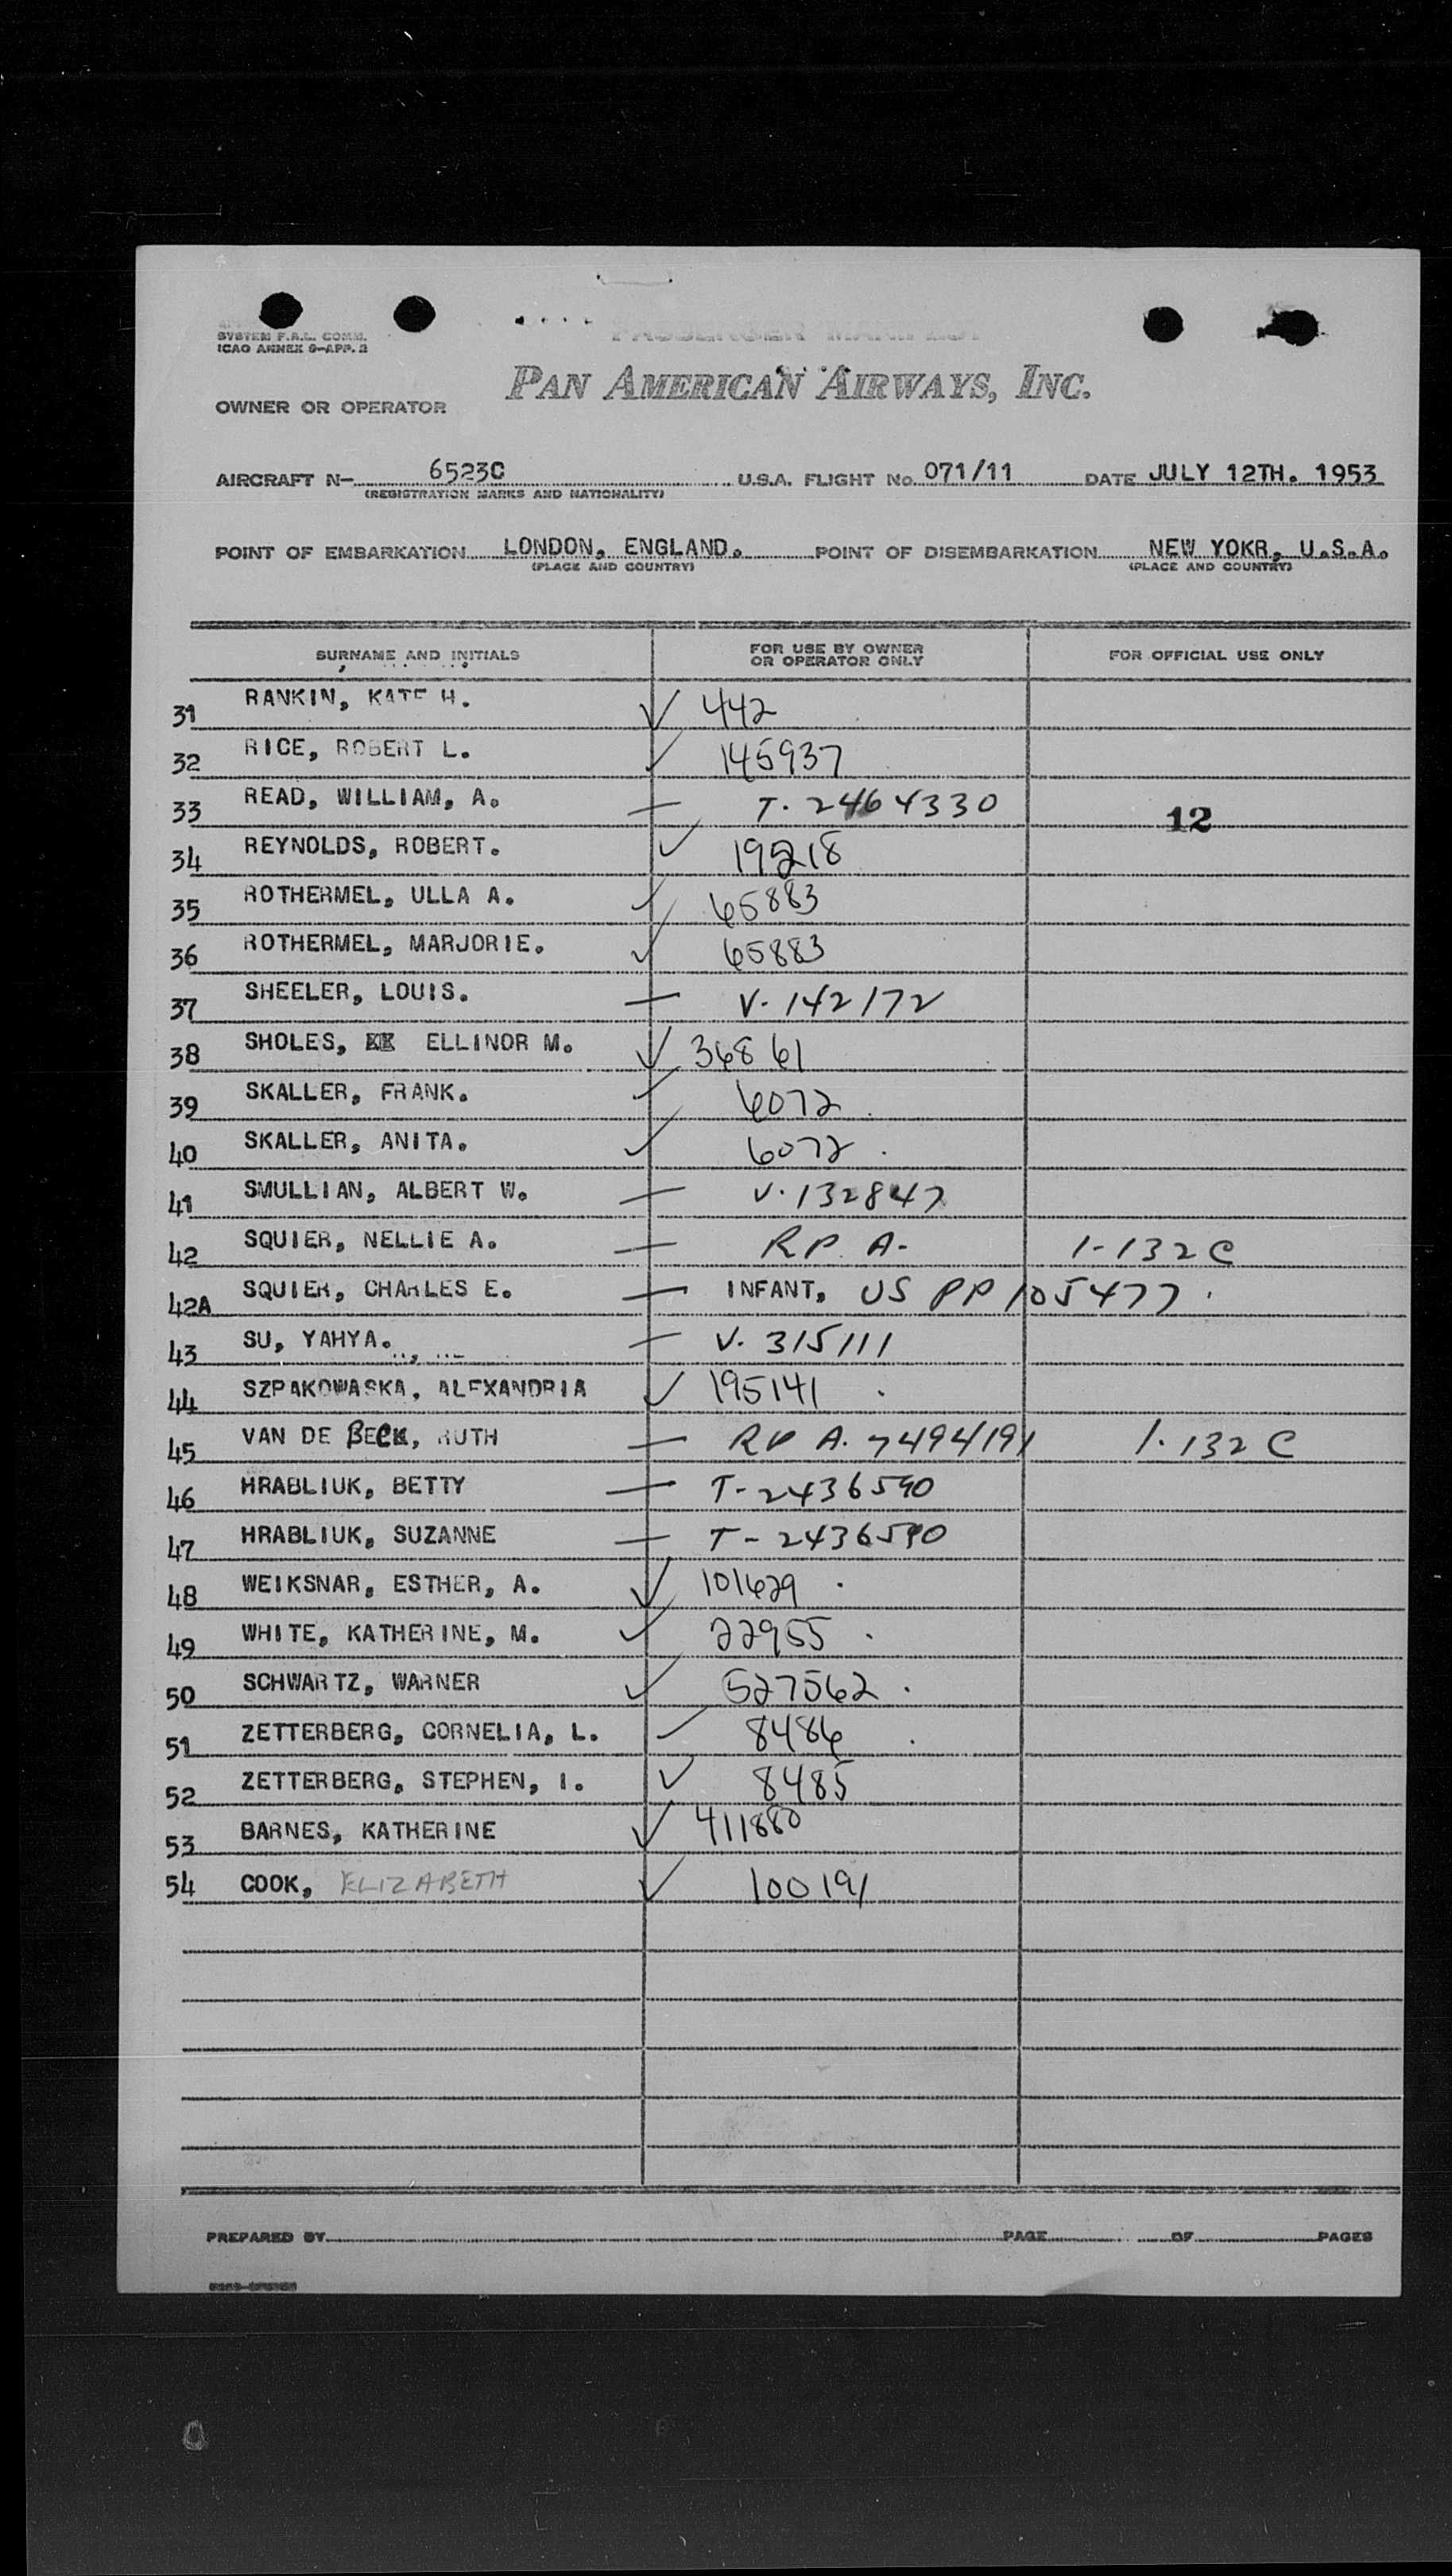 SYSTEM F.A.L. COMM.
ICAO ANNEX 9-APP. 2
PASSENGER MANIFEST
PAN AMERICAN AIRWAYS, INC.
OWNER OR OPERATOR
AIRCRAFT N- 6523C U.S.A. FLIGHT No. 071/11 DATE JULY 12TH. 1953
(REGISTRATION MARKS AND NATIONALITY)
POINT OF EMBARKATION LONDON, ENGLAND. POINT OF DISEMBARKATION NEW YOKR, U.S.A.
(PLACE AND COUNTRY) (PLACE AND COUNTRY)
SURNAME AND INITIALS FOR USE BY OWNER OR OPERATOR ONLY FOR OFFICIAL USE ONLY
31 RANKIN, KATE H. ✓ 442
32 RICE, ROBERT L. ✓ 145937
33 READ, WILLIAM, A. — T. 2464330 12
34 REYNOLDS, ROBERT. ✓ 195218
35 ROTHERMEL, ULLA A. ✓ 65883
36 ROTHERMEL, MARJORIE. ✓ 65883
37 SHEELER, LOUIS. — V. 142172
38 SHOLES, ELLINOR M. ✓ 36861
39 SKALLER, FRANK. ✓ 6072
40 SKALLER, ANITA. ✓ 6072
41 SMULLIAN, ALBERT W. — V. 132847
42 SQUIER, NELLIE A. — RP A. 1-132C
42A SQUIER, CHARLES E. — INFANT, US PP 105477
43 SU, YAHYA. — V. 315111
44 SZPAKOWASKA, ALEXANDRIA ✓ 195141
45 VAN DE BECK, RUTH — RP A. 7494191 1-132C
46 HRABLIUK, BETTY — T-2436590
47 HRABLIUK, SUZANNE — T-2436590
48 WEIKSNAR, ESTHER, A. ✓ 101629
49 WHITE, KATHERINE, M. ✓ 22955
50 SCHWARTZ, WARNER ✓ 527562
51 ZETTERBERG, CORNELIA, L. ✓ 8486
52 ZETTERBERG, STEPHEN, I. ✓ 8485
53 BARNES, KATHERINE ✓ 411880
54 COOK, ELIZABETH ✓ 100191
PREPARED BY PAGE OF PAGES